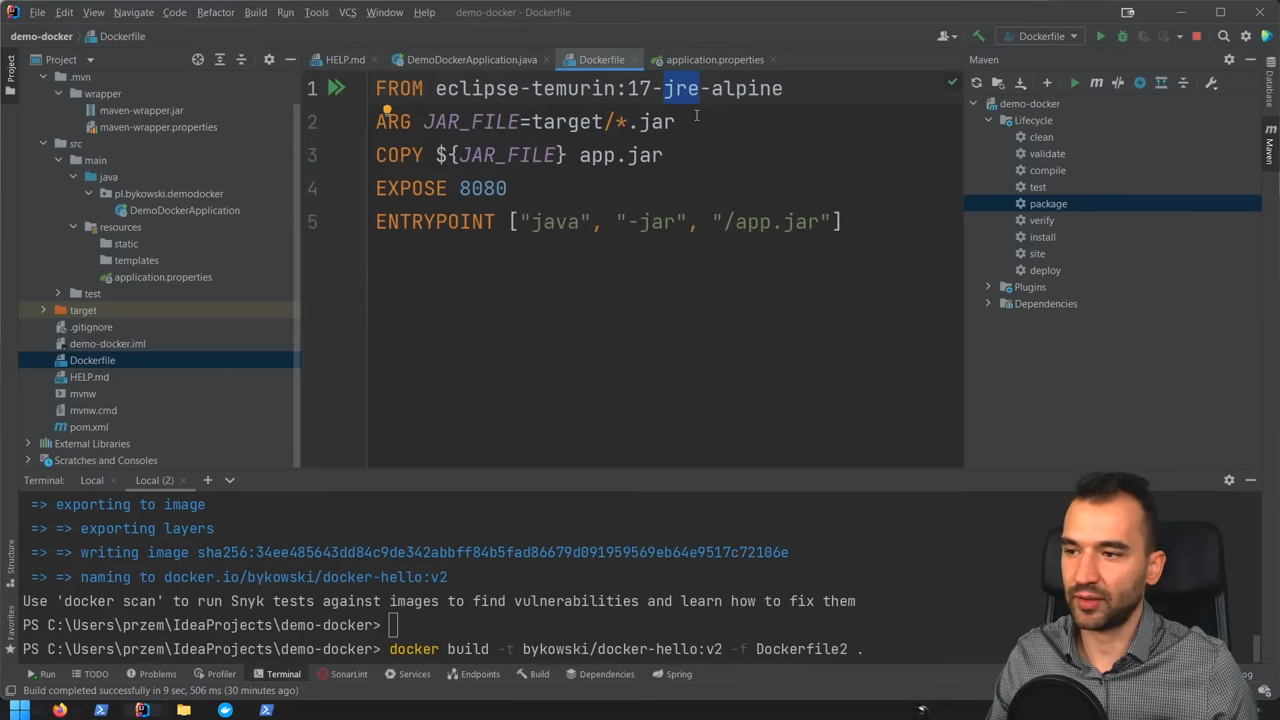 File Edit View Navigate Code Refactor Build Run Tools VCS Window Help demo-docker - Dockerfile
demo-docker Dockerfile
Dockerfile
Project
HELP.md DemoDockerApplication.java Dockerfile application.properties
Maven
.mvn
wrapper
maven-wrapper.jar
maven-wrapper.properties
src
main
java
pl.bykowski.demodocker
DemoDockerApplication
resources
static
templates
application.properties
test
target
.gitignore
demo-docker.iml
Dockerfile
HELP.md
mvnw
mvnw.cmd
pom.xml
External Libraries
Scratches and Consoles
1 FROM eclipse-temurin:17-jre-alpine
2 ARG JAR_FILE=target/*.jar
3 COPY ${JAR_FILE} app.jar
4 EXPOSE 8080
5 ENTRYPOINT ["java", "-jar", "/app.jar"]
demo-docker
Lifecycle
clean
validate
compile
test
package
verify
install
site
deploy
Plugins
Dependencies
Project
Structure
Favorites
Database
Maven
Terminal: Local Local (2)
=> exporting to image
=> => exporting layers
=> => writing image sha256:34ee485643dd84c9de342abbff84b5fad86679d091959569eb64e9517c72106e
=> => naming to docker.io/bykowski/docker-hello:v2
Use 'docker scan' to run Snyk tests against images to find vulnerabilities and learn how to fix them
PS C:\Users\przem\IdeaProjects\demo-docker>
PS C:\Users\przem\IdeaProjects\demo-docker> docker build -t bykowski/docker-hello:v2 -f Dockerfile2 .
Run TODO Problems Profiler Terminal SonarLint Services Endpoints Build Dependencies Spring
Build completed successfully in 9 sec, 506 ms (30 minutes ago)